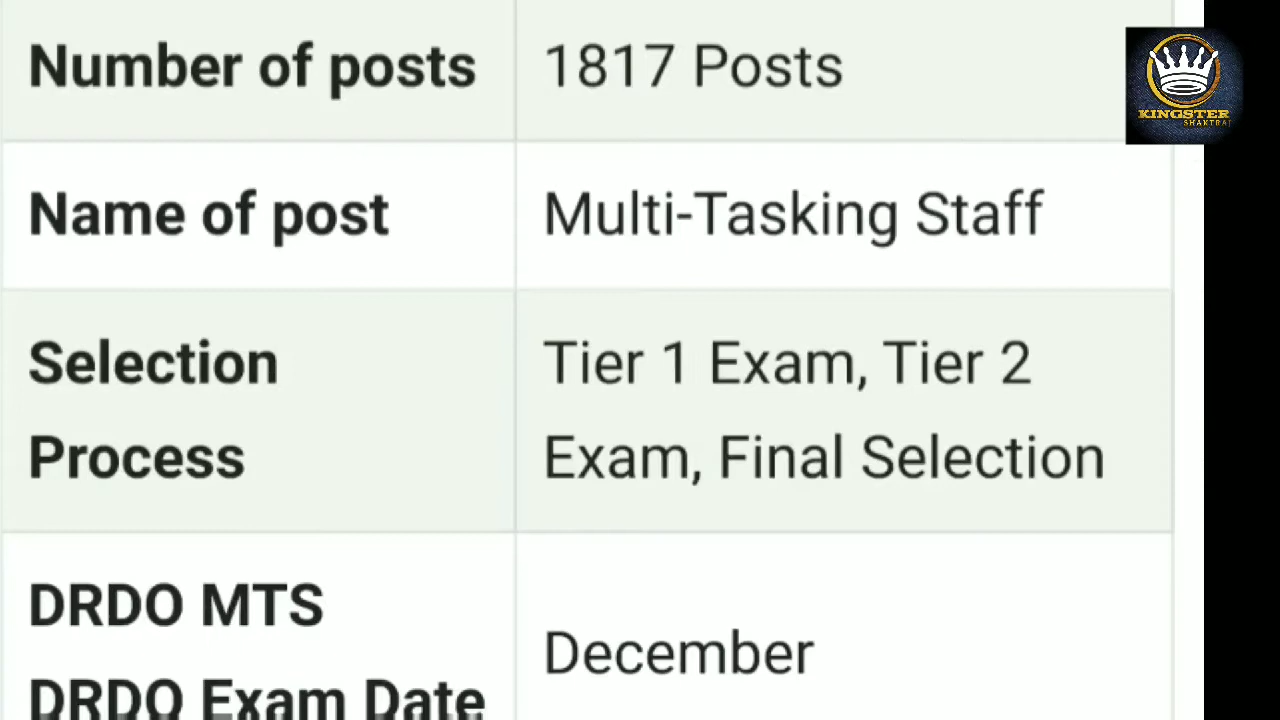 Number of posts
1817 Posts
Name of post
Multi-Tasking Staff
Selection
Process
Tier 1 Exam, Tier 2
Exam, Final Selection
DRDO MTS
DRDO Exam Date
December
KINGSTER
SHAKTRAJ